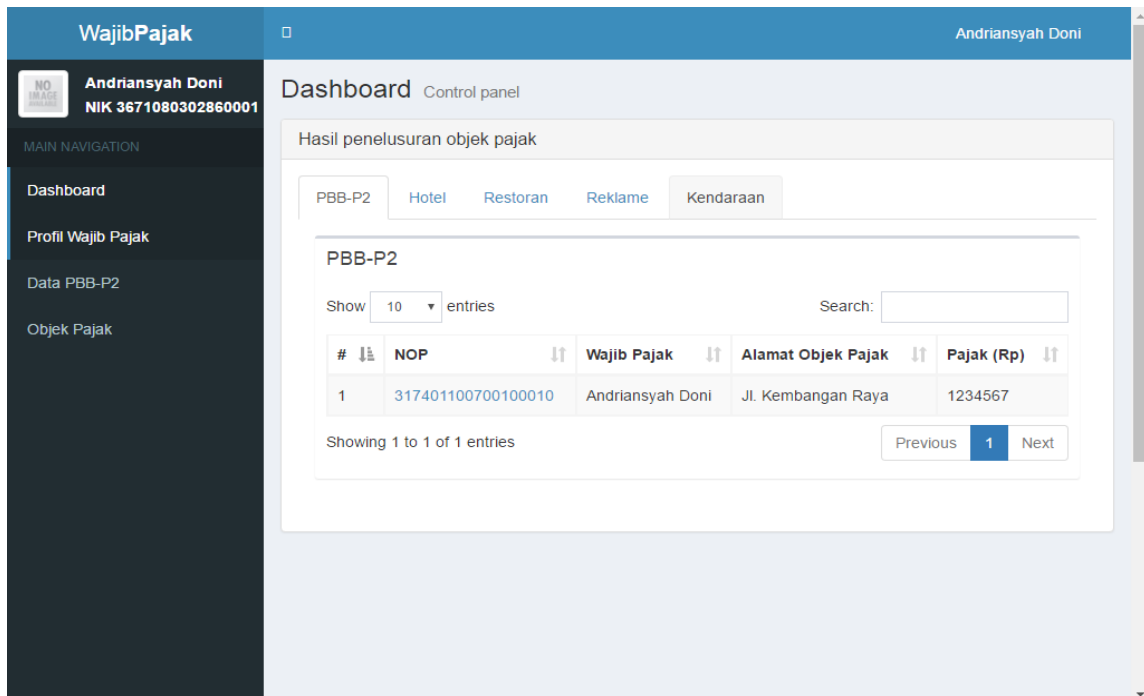 WajibPajak
Andriansyah Doni
Andriansyah Doni
NIK 3671080302860001
MAIN NAVIGATION
Dashboard
Profil Wajib Pajak
Data PBB-P2
Objek Pajak
Dashboard Control panel
Hasil penelusuran objek pajak
PBB-P2 Hotel Restoran Reklame Kendaraan
PBB-P2
Show 10 entries Search:
# NOP Wajib Pajak Alamat Objek Pajak Pajak (Rp)
1 317401100700100010 Andriansyah Doni Jl. Kembangan Raya 1234567
Showing 1 to 1 of 1 entries Previous 1 Next
NO
IMAGE
AVAILABLE